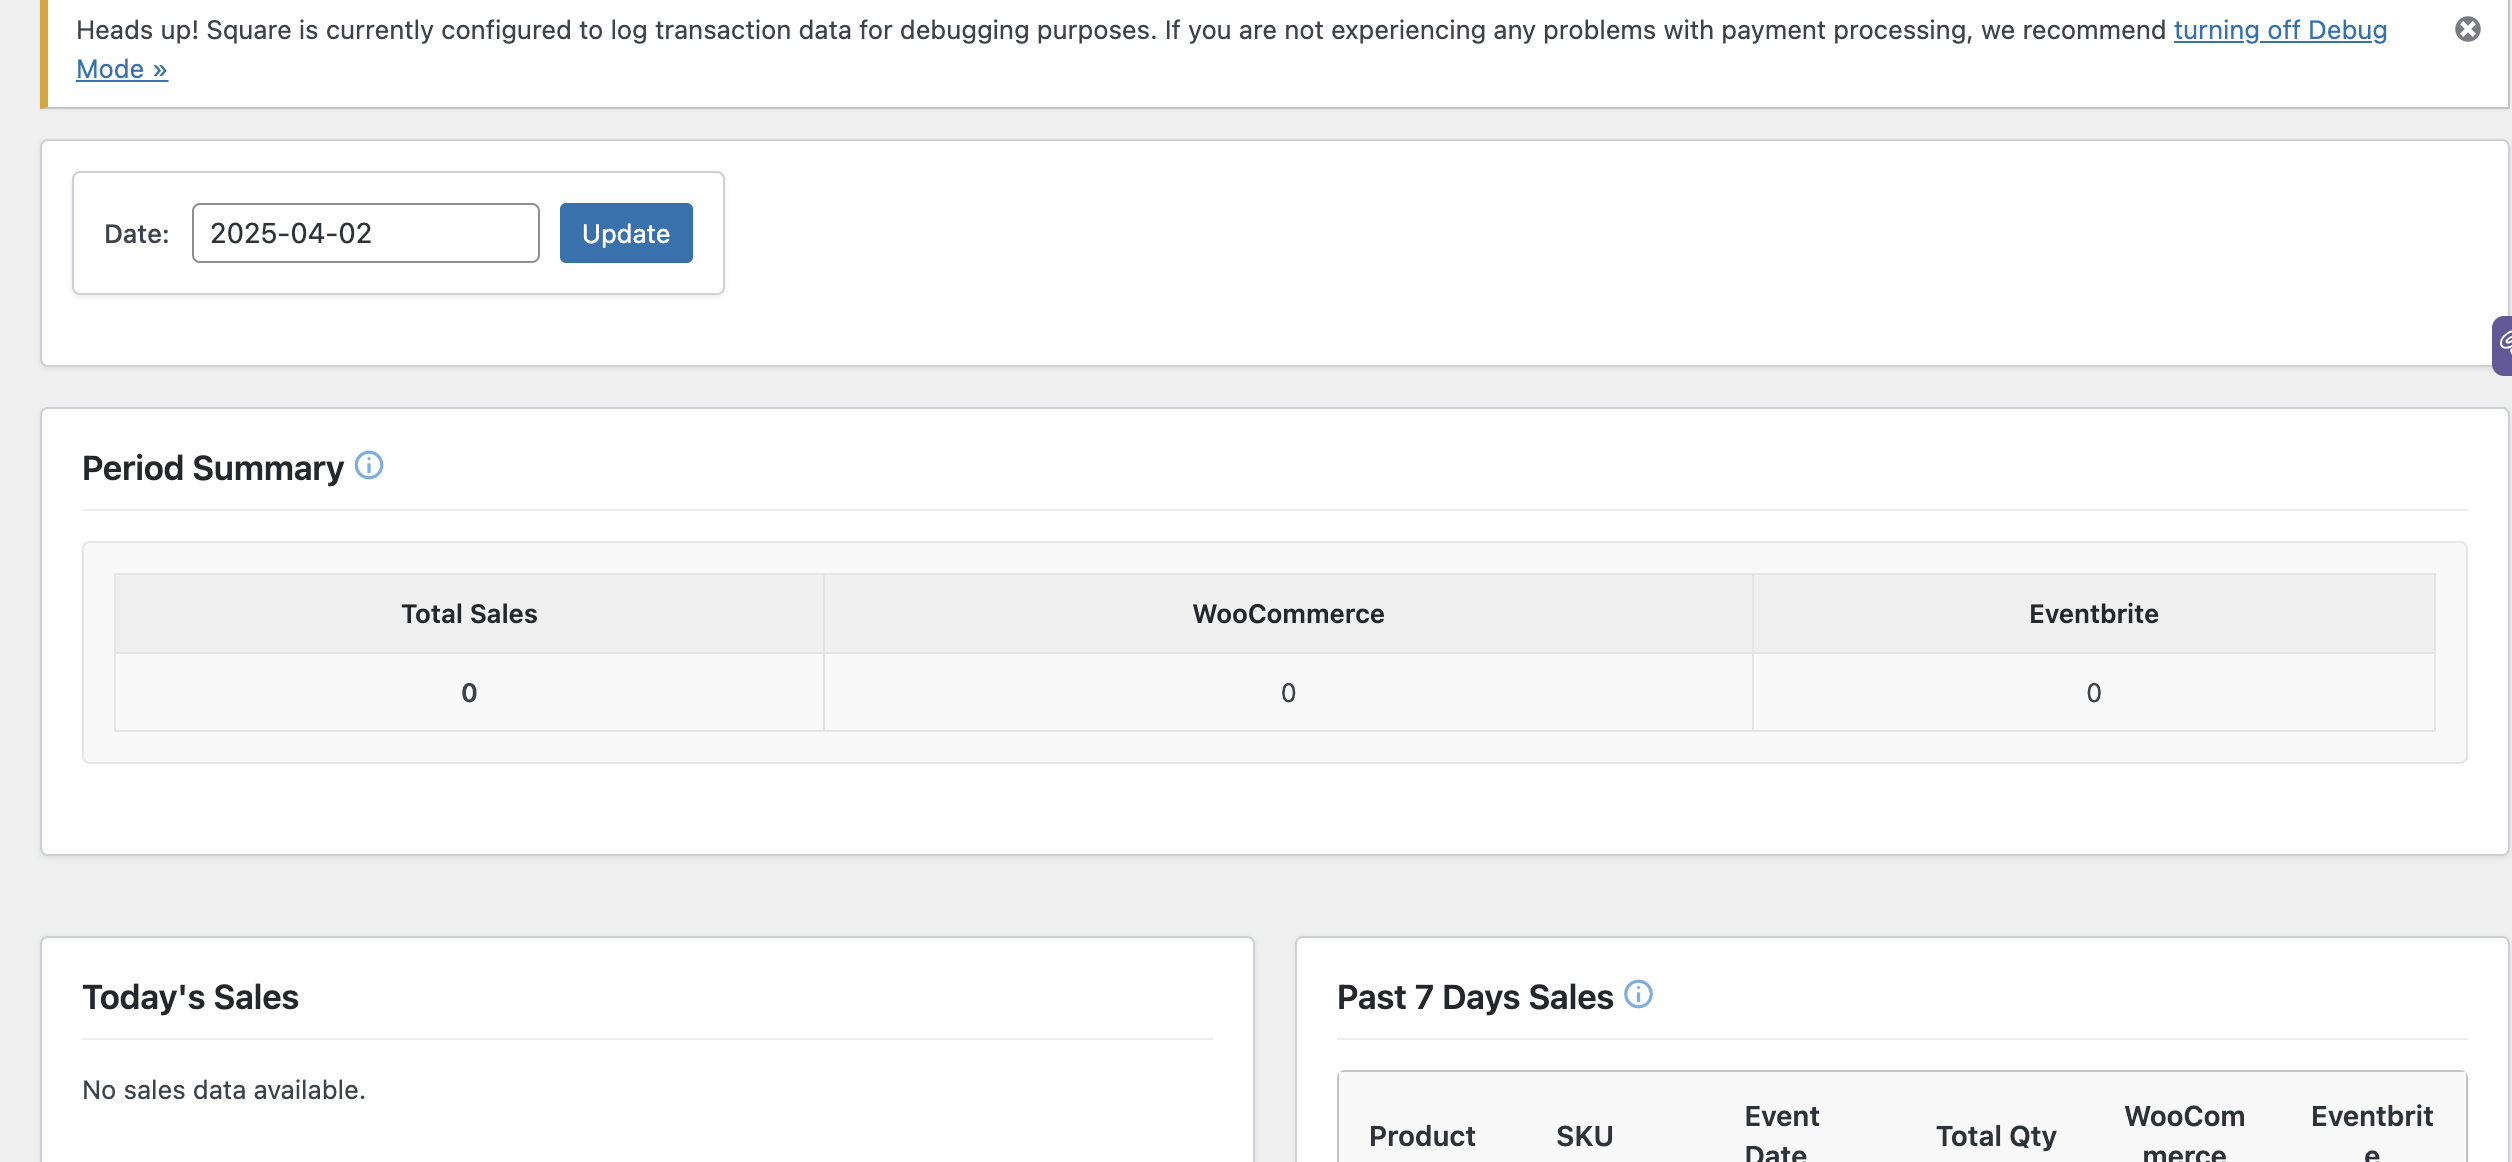 Heads up! Square is currently configured to log transaction data for debugging purposes. If you are not experiencing any problems with payment processing, we recommend turning off Debug
Mode »
Date: 2025-04-02 Update
Period Summary
Total Sales WooCommerce Eventbrite
0 0 0
Today's Sales
No sales data available.
Past 7 Days Sales
Product SKU Event Date Total Qty WooCom merce Eventbrit e